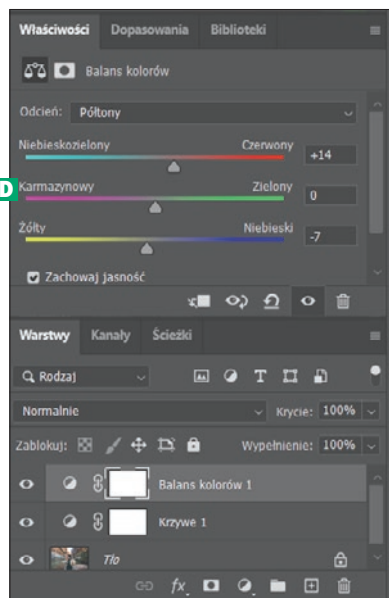 Właściwości Dopasowania Biblioteki
Balans kolorów
Odcień: Półtony
Niebieskozielony Czerwony +14
D Karmazynowy Zielony 0
Żółty Niebieski -7
Zachowaj jasność
Warstwy Kanały Ścieżki
Rodzaj T
Normalnie Krycie: 100%
Zablokuj: Wypełnienie: 100%
Balans kolorów 1
Krzywe 1
Tło
fx